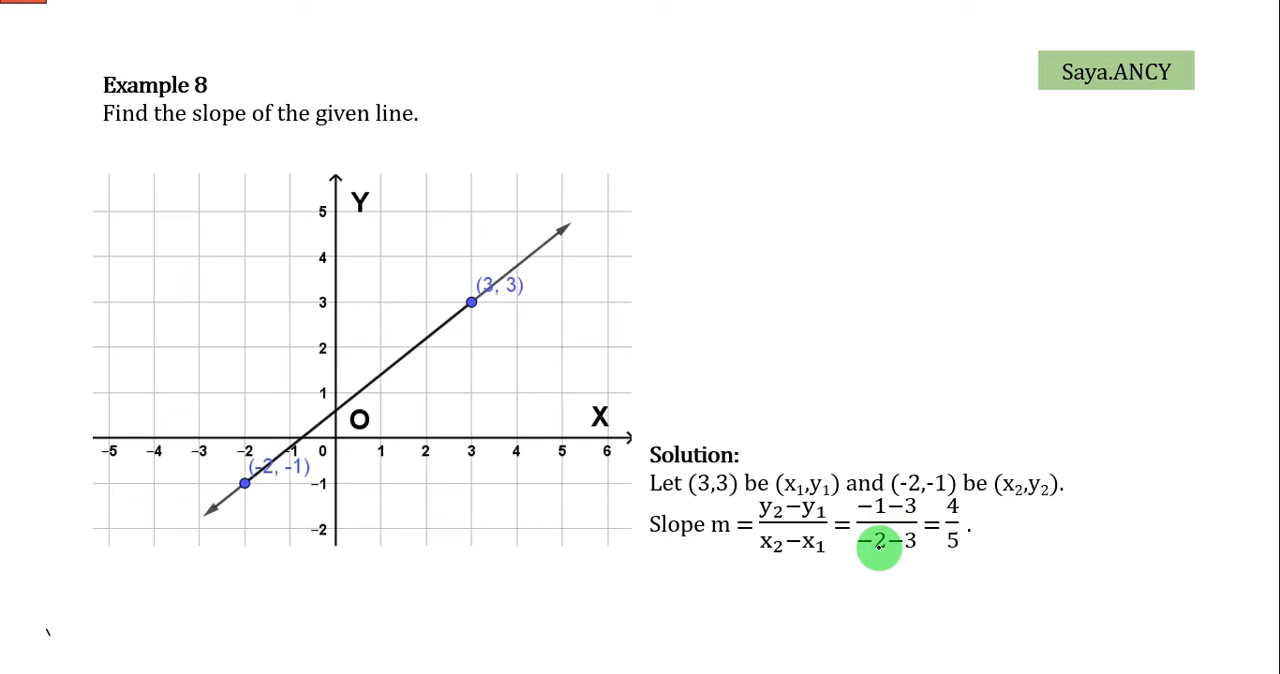 Saya.ANCY
Example 8
Find the slope of the given line.
Y
5
(3, 3)
4
3
2
1
O
X
−5 −4 −3 −2 −1 0 1 2 3 4 5 6
(-2, -1)
−1
−2
Solution:
Let (3,3) be (x₁,y₁) and (-2,-1) be (x₂,y₂).
Slope m = y₂−y₁/x₂−x₁ = −1−3/−2−3 = 4/5 .